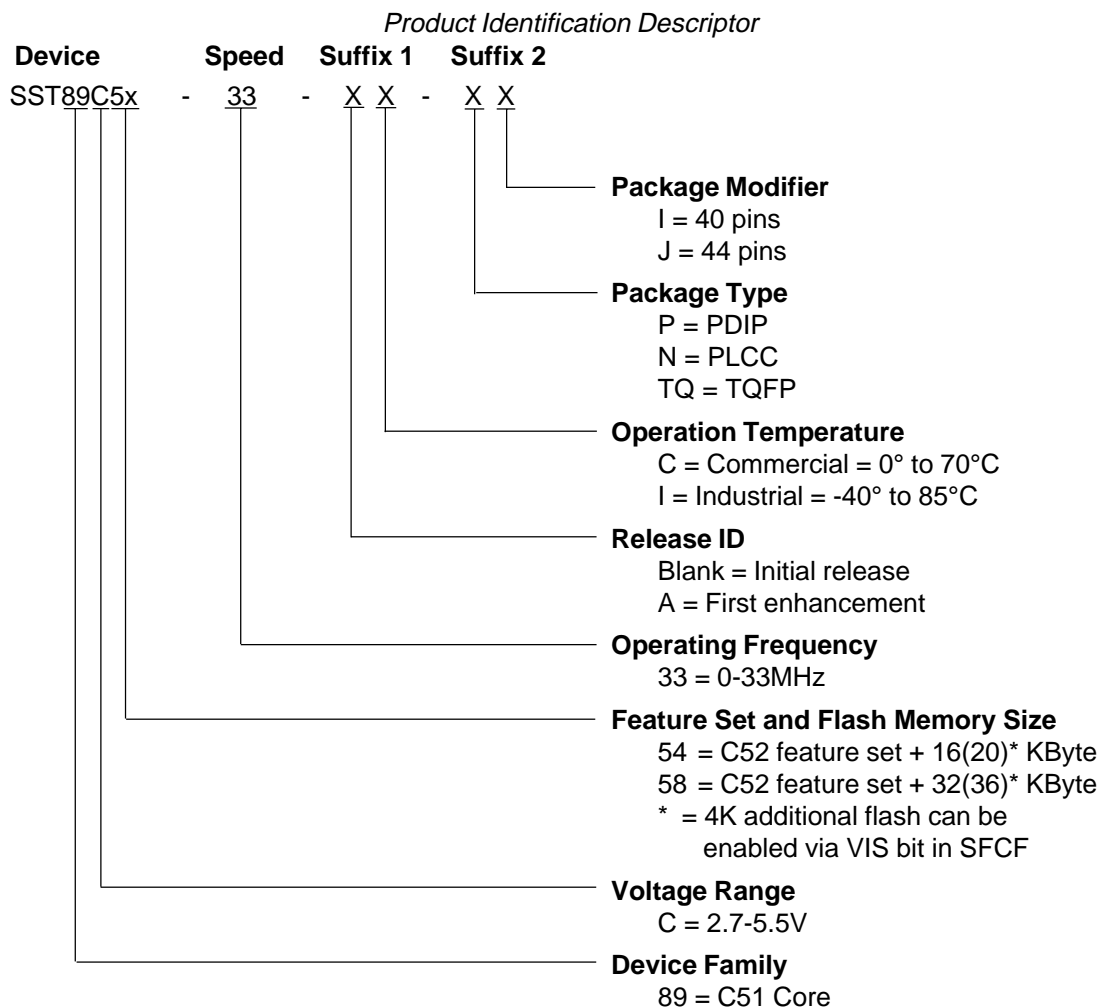 Product Identification Descriptor
Device Speed Suffix 1 Suffix 2
SST89C5x - 33 - X X - X X
Package Modifier
I = 40 pins
J = 44 pins
Package Type
P = PDIP
N = PLCC
TQ = TQFP
Operation Temperature
C = Commercial = 0° to 70°C
I = Industrial = -40° to 85°C
Release ID
Blank = Initial release
A = First enhancement
Operating Frequency
33 = 0-33MHz
Feature Set and Flash Memory Size
54 = C52 feature set + 16(20)* KByte
58 = C52 feature set + 32(36)* KByte
* = 4K additional flash can be
enabled via VIS bit in SFCF
Voltage Range
C = 2.7-5.5V
Device Family
89 = C51 Core